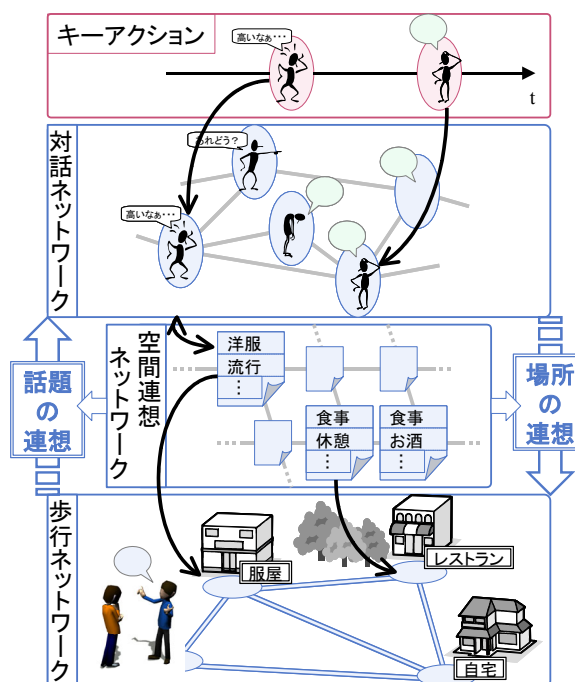 キーアクション
高いなぁ・・・
t
対話ネットワーク
あれどう？
高いなぁ・・・
空間連想
ネットワーク
洋服
流行
⋮
食事
休憩
⋮
食事
お酒
⋮
話題
の
連想
場所
の
連想
歩行ネットワーク
服屋
レストラン
自宅